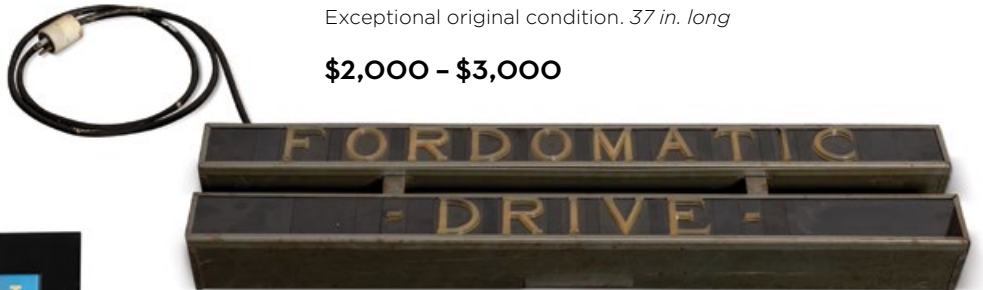 Exceptional original condition. 37 in. long
$2,000 – $3,000
FORDOMATIC
- DRIVE -